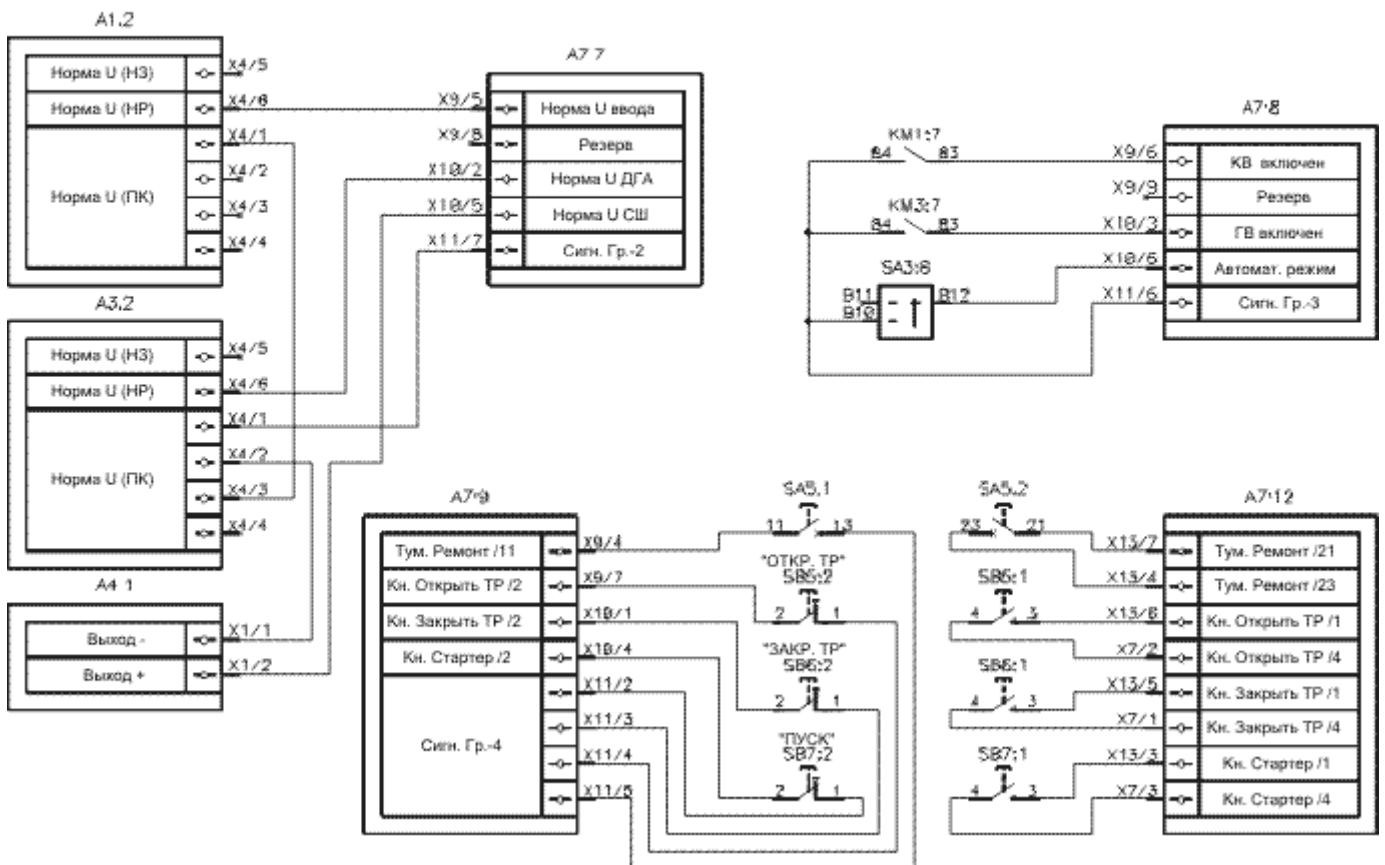 A1.2
Норма U (НЗ)
X4/5
Норма U (НР)
X4/6
Норма U (ПК)
X4/1
X4/2
X4/3
X4/4
A3.2
Норма U (НЗ)
X4/5
Норма U (НР)
X4/6
Норма U (ПК)
X4/1
X4/2
X4/3
X4/4
A4 1
Выход -
X1/1
Выход +
X1/2
A7 7
X9/5 Норма U ввода
X9/8 Резерв
X10/2 Норма U ДГА
X10/5 Норма U СШ
X11/7 Сигн. Гр.-2
A7:8
KM1:7
84 83
X9/6 КВ включен
X9/9 Резерв
KM3:7
84 83
X10/3 ГВ включен
SA3:6
B11 B12
B10
X10/6 Автомат. режим
X11/6 Сигн. Гр.-3
A7:9
Тум. Ремонт /11 X9/4
Кн. Открыть ТР /2 X9/7
Кн. Закрыть ТР /2 X10/1
Кн. Стартер /2 X10/4
Сигн. Гр.-4
X11/2
X11/3
X11/4
X11/5
SA5.1
11 13
"ОТКР. ТР"
SB5:2
2 1
"ЗАКР. ТР"
SB6:2
2 1
"ПУСК"
SB7:2
2 1
SA5.2
23 21
SB5:1
4 3
SB6:1
4 3
SB7:1
4 3
A7:12
X13/7 Тум. Ремонт /21
X13/4 Тум. Ремонт /23
X13/6 Кн. Открыть ТР /1
X7/2 Кн. Открыть ТР /4
X13/5 Кн. Закрыть ТР /1
X7/1 Кн. Закрыть ТР /4
X13/3 Кн. Стартер /1
X7/3 Кн. Стартер /4